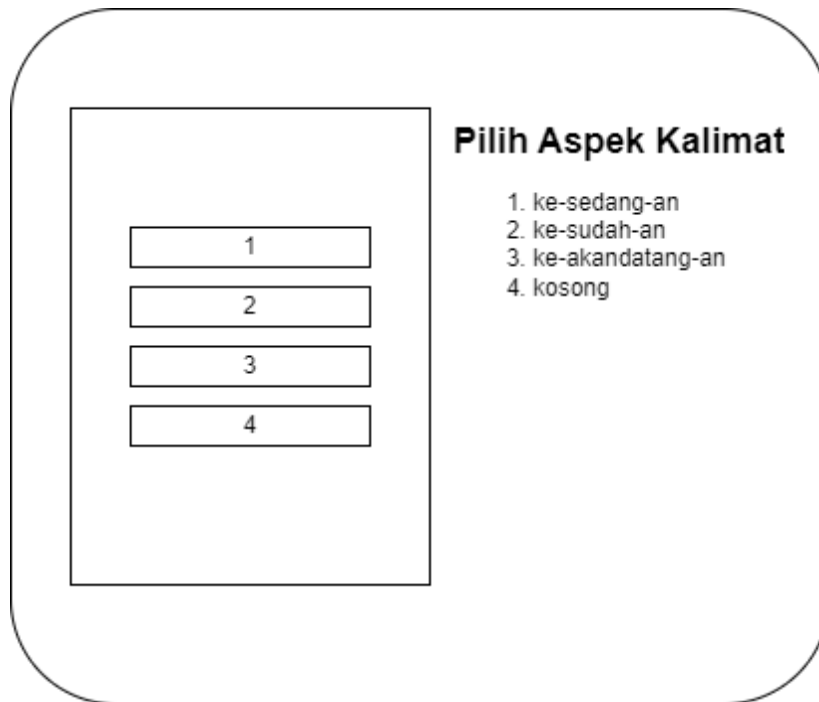 1
2
3
4
Pilih Aspek Kalimat
1. ke-sedang-an
2. ke-sudah-an
3. ke-akandatang-an
4. kosong